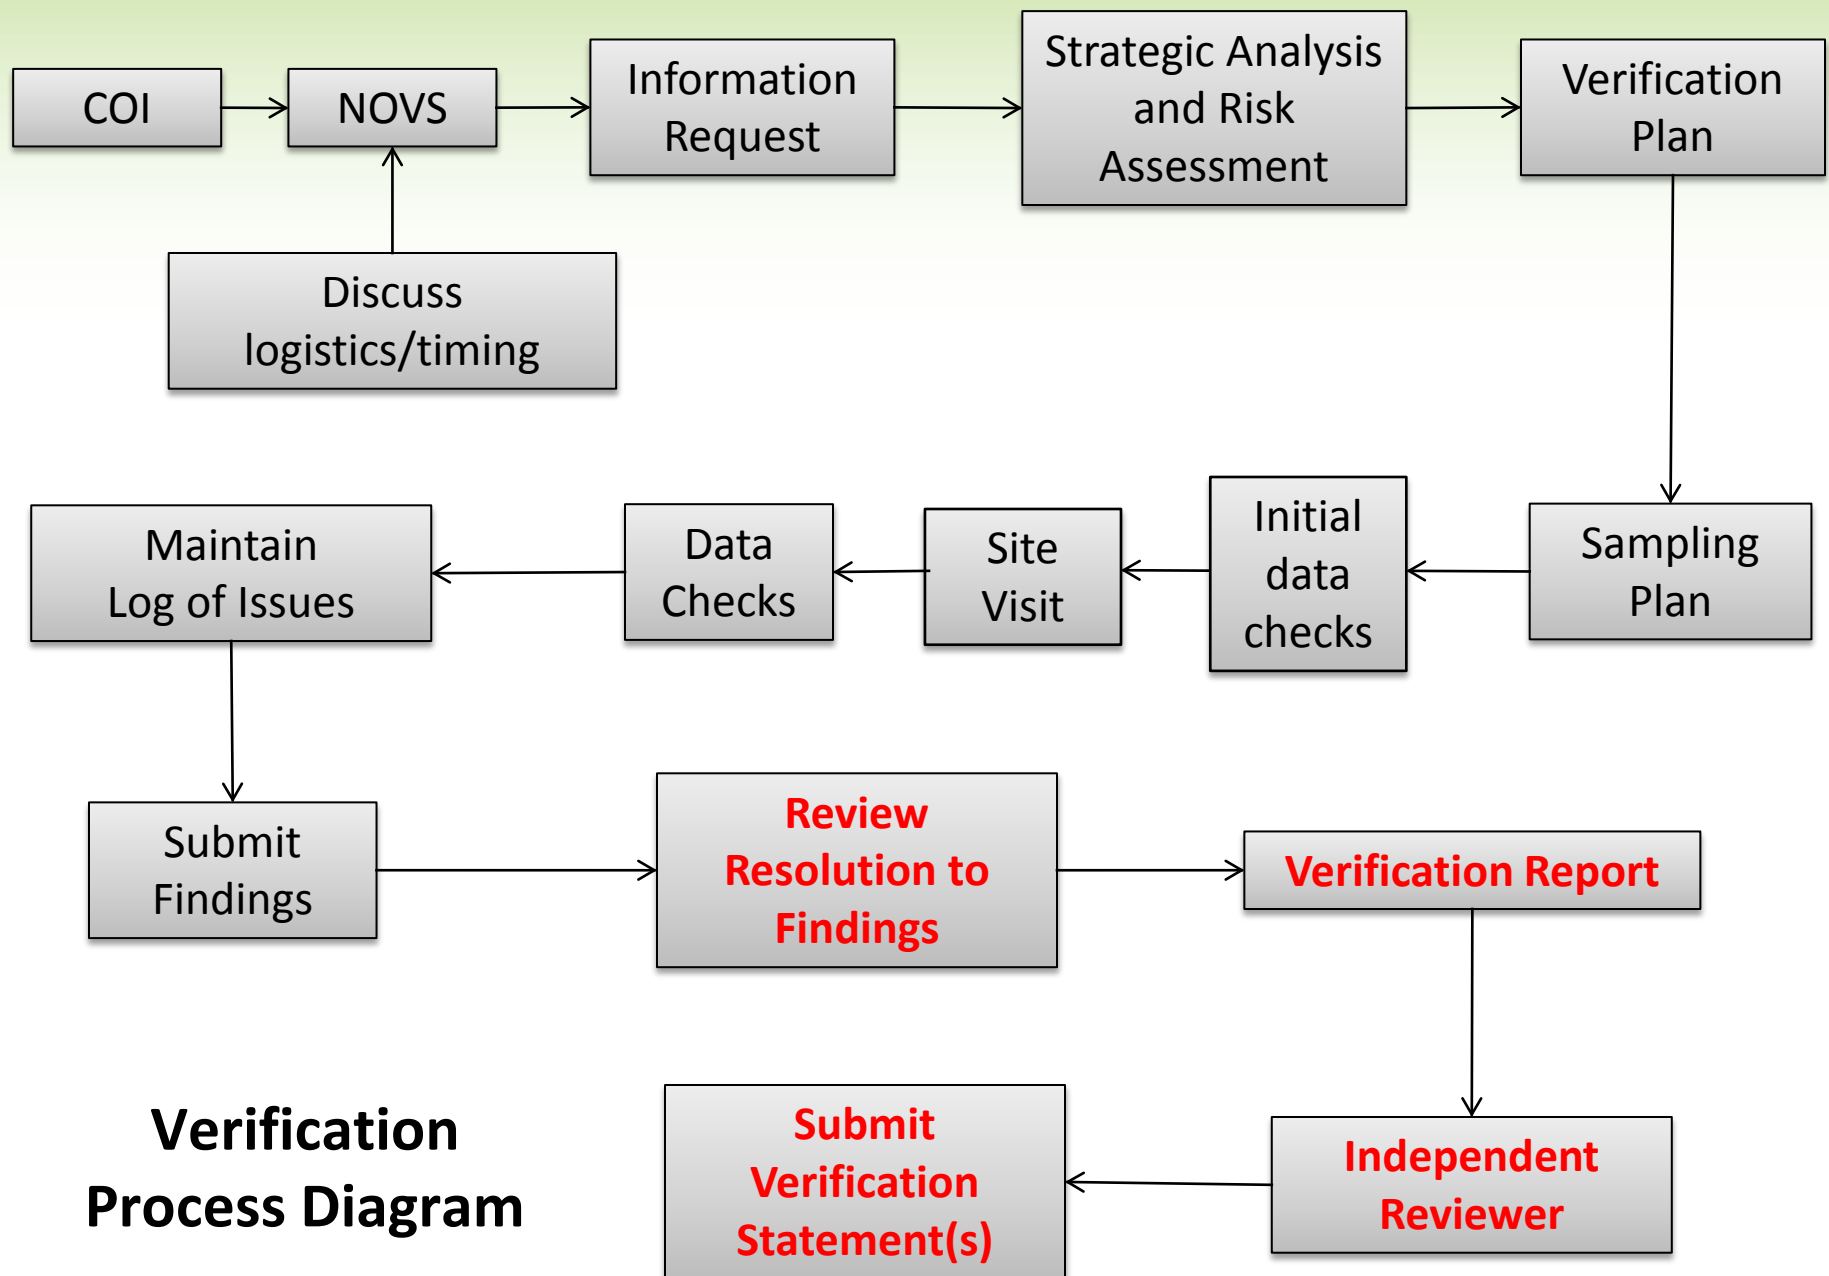 COI
NOVS
Information
Request
Strategic Analysis
and Risk
Assessment
Verification
Plan
Discuss
logistics/timing
Sampling
Plan
Initial
data
checks
Site
Visit
Data
Checks
Maintain
Log of Issues
Submit
Findings
Review
Resolution to
Findings
Verification Report
Independent
Reviewer
Submit
Verification
Statement(s)
Verification
Process Diagram